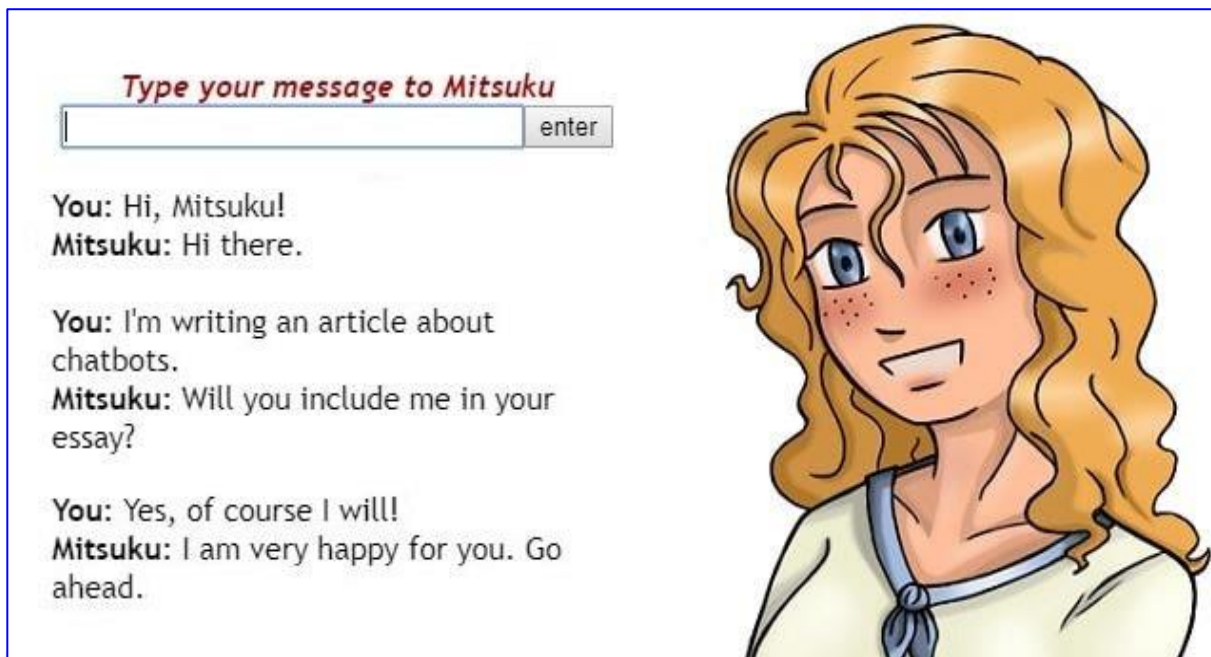 Type your message to Mitsuku
enter
You: Hi, Mitsuku!
Mitsuku: Hi there.
You: I'm writing an article about
chatbots.
Mitsuku: Will you include me in your
essay?
You: Yes, of course I will!
Mitsuku: I am very happy for you. Go
ahead.